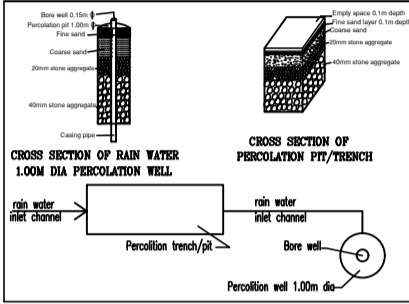 Bore well 0.15m ϕ
Percolation pit 1.00m ϕ
Fine sand
Coarse sand
20mm stone aggregate
40mm stone aggregate
Casing pipe
CROSS SECTION OF RAIN WATER
1.00M DIA PERCOLATION WELL
Empty space 0.1m depth
Fine sand layer 0.1m depth
Coarse sand
20mm stone aggregate
40mm stone aggregate
CROSS SECTION OF
PERCOLATION PIT/TRENCH
rain water
inlet channel
Percolition trench/pit
rain water
inlet channel
Bore well
Percolition well 1.00m dia